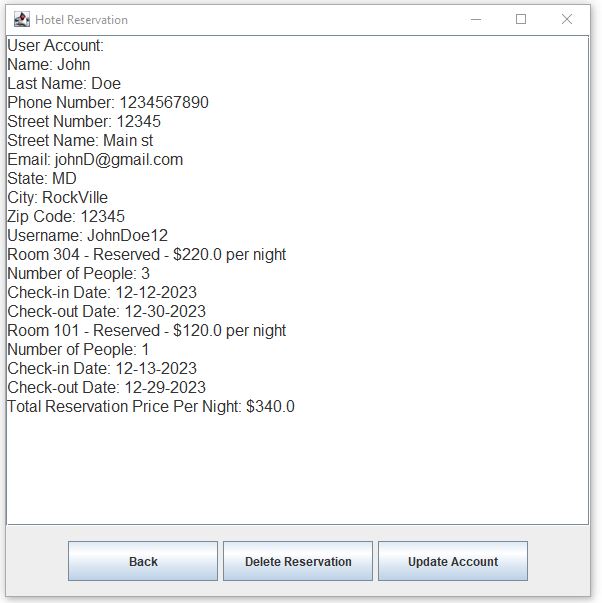 Hotel Reservation
User Account:
Name: John
Last Name: Doe
Phone Number: 1234567890
Street Number: 12345
Street Name: Main st
Email: johnD@gmail.com
State: MD
City: RockVille
Zip Code: 12345
Username: JohnDoe12
Room 304 - Reserved - $220.0 per night
Number of People: 3
Check-in Date: 12-12-2023
Check-out Date: 12-30-2023
Room 101 - Reserved - $120.0 per night
Number of People: 1
Check-in Date: 12-13-2023
Check-out Date: 12-29-2023
Total Reservation Price Per Night: $340.0
Back
Delete Reservation
Update Account